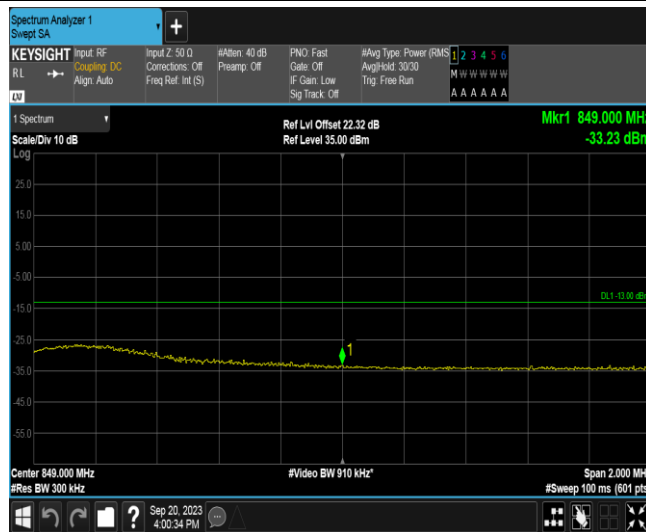 Spectrum Analyzer 1
Swept SA
+
KEYSIGHT
RL
LXI
Input: RF
Coupling: DC
Align: Auto
Input Z: 50 Ω
Corrections: Off
Freq Ref: Int (S)
#Atten: 40 dB
Preamp: Off
PNO: Fast
Gate: Off
IF Gain: Low
Sig Track: Off
#Avg Type: Power (RMS
Avg|Hold: 30/30
Trig: Free Run
1 2 3 4 5 6
M W W W W W
A A A A A A
1 Spectrum
Scale/Div 10 dB
Log
Ref Lvl Offset 22.32 dB
Ref Level 35.00 dBm
Mkr1 849.000 MHz
-33.23 dBm
25.0
15.0
5.00
-5.00
-15.0
-25.0
-35.0
-45.0
-55.0
DL1 -13.00 dBm
1
Center 849.000 MHz
#Res BW 300 kHz
#Video BW 910 kHz*
Span 2.000 MH
#Sweep 100 ms (601 pts
?
Sep 20, 2023
4:00:34 PM